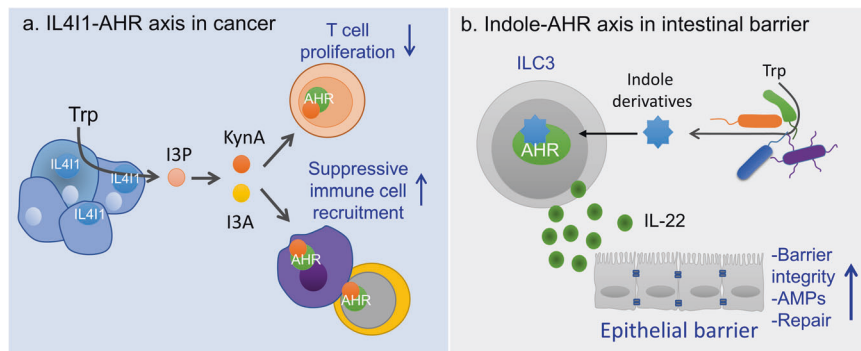 a. IL4I1-AHR axis in cancer
T cell
proliferation
AHR
Trp
IL4I1
IL4I1
IL4I1
I3P
KynA
I3A
Suppressive
immune cell
recruitment
AHR
AHR
b. Indole-AHR axis in intestinal barrier
ILC3
Indole
derivatives
Trp
AHR
IL-22
-Barrier
integrity
-AMPs
-Repair
Epithelial barrier